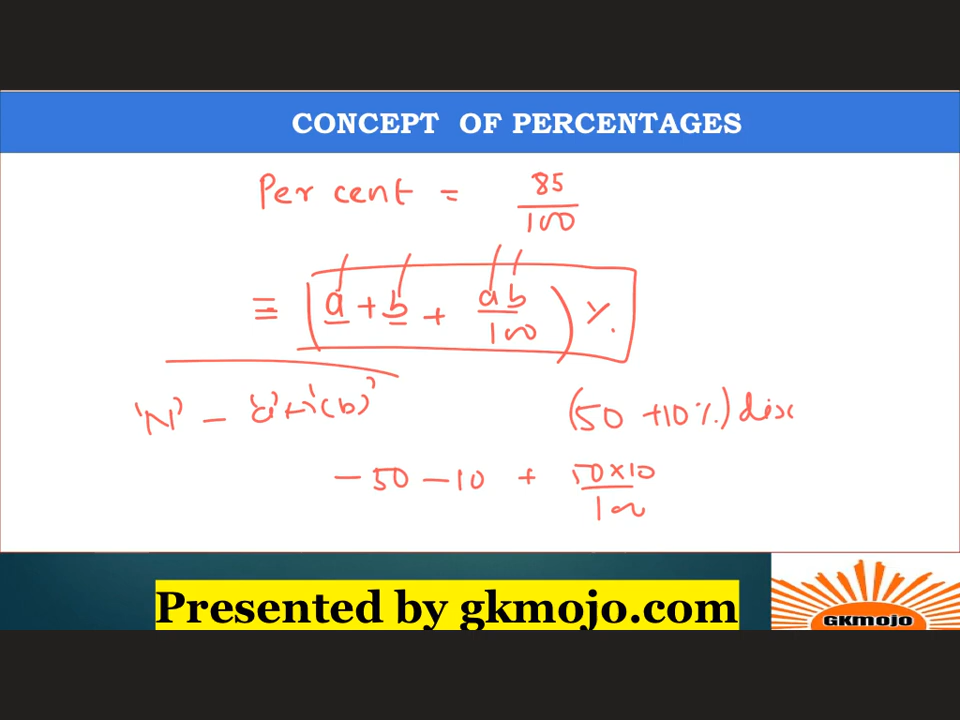 CONCEPT OF PERCENTAGES
Per cent = 85/100
≡ (a + b + ab/100) %.
'N' -
(50 +10%) disc
- 50 - 10 + 50×10/100
Presented by gkmojo.com
GKmojo